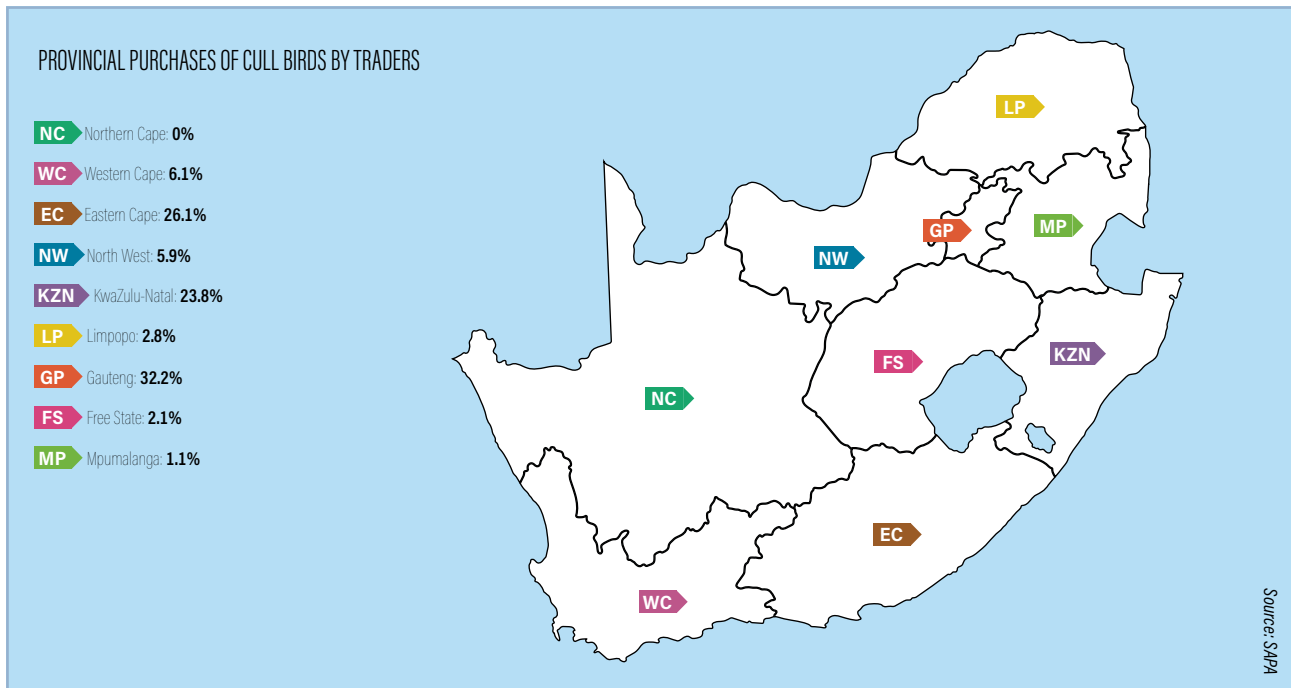 PROVINCIAL PURCHASES OF CULL BIRDS BY TRADERS
NC Northern Cape: 0%
WC Western Cape: 6.1%
EC Eastern Cape: 26.1%
NW North West: 5.9%
KZN KwaZulu-Natal: 23.8%
LP Limpopo: 2.8%
GP Gauteng: 32.2%
FS Free State: 2.1%
MP Mpumalanga: 1.1%
LP
MP
GP
NW
KZN
FS
NC
EC
WC
Source: SAPA